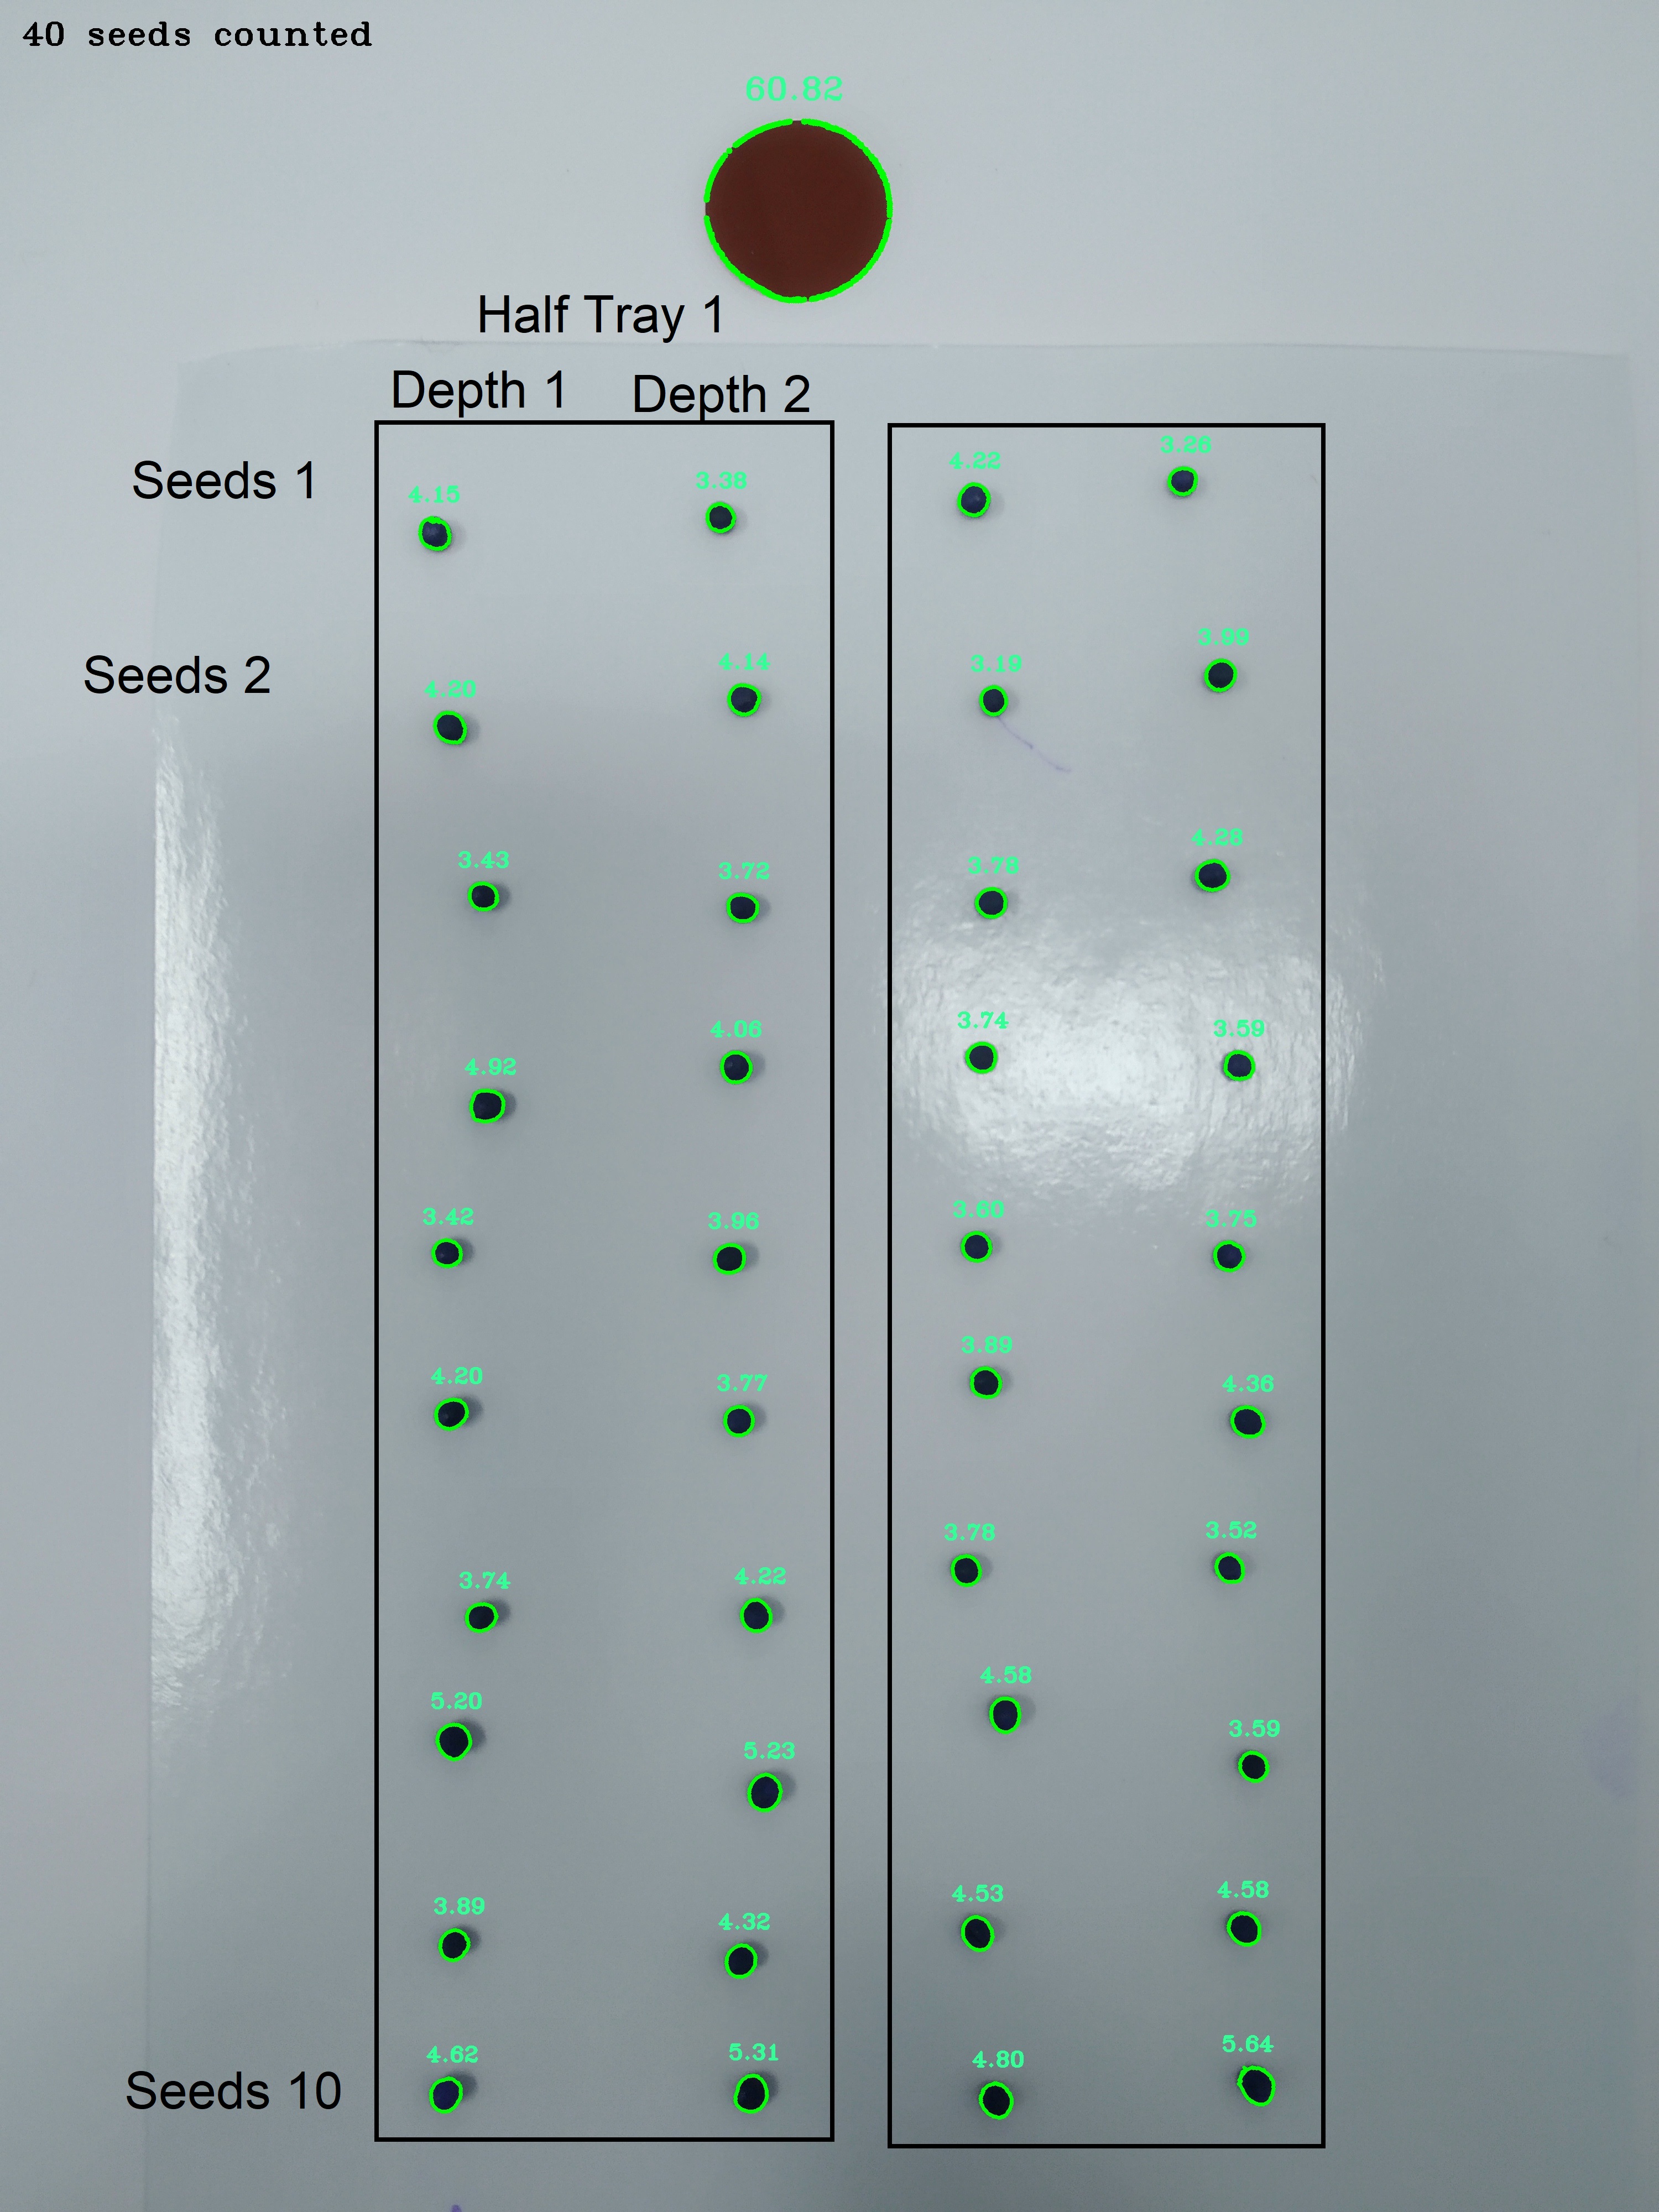 40 seeds counted
60.82
Half Tray 1
Depth 1 Depth 2
Seeds 1
4.15 3.38 4.22 3.26
Seeds 2
4.20 4.14 3.19 3.99
3.43 3.72 3.78 4.28
4.92 4.06 3.74 3.59
3.42 3.96 3.60 3.75
4.20 3.77 3.89 4.36
3.74 4.22 3.78 3.52
5.20 5.23 4.58 3.59
3.89 4.32 4.53 4.58
Seeds 10
4.62 5.31 4.80 5.64